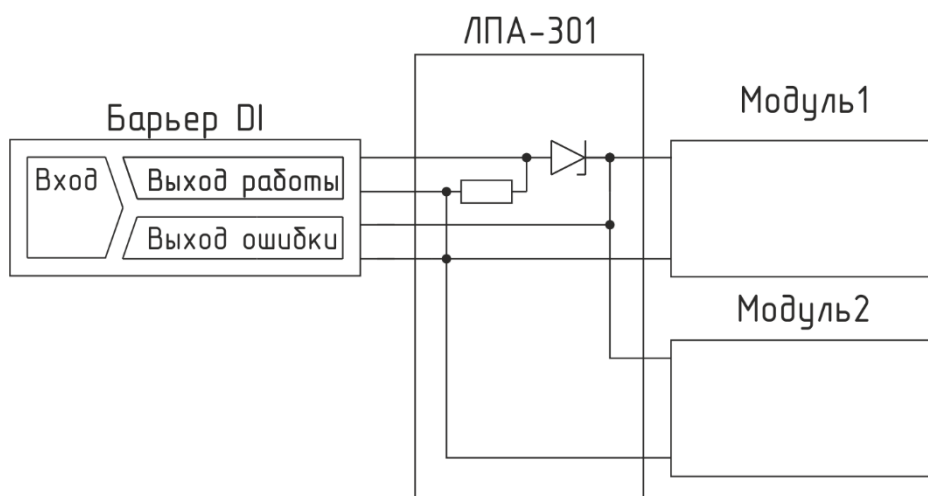 ЛПА-301
Барьер DI
Модуль1
Вход
Выход работы
Выход ошибки
Модуль2